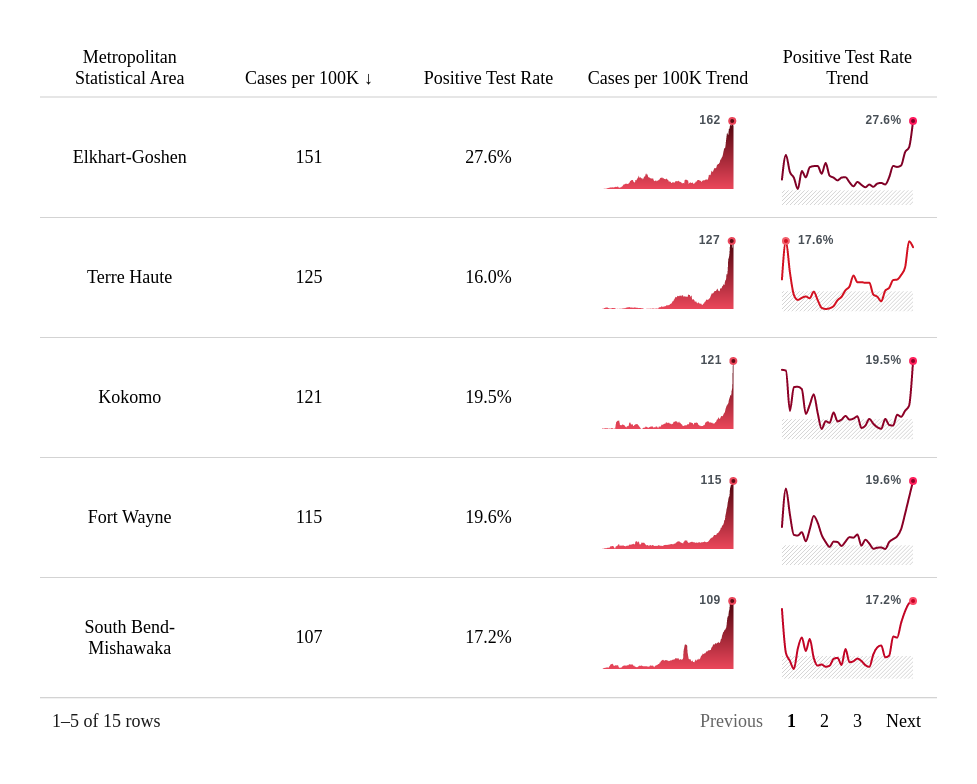 Metropolitan
Statistical Area
Cases per 100K ↓
Positive Test Rate
Cases per 100K Trend
Positive Test Rate
Trend
Elkhart-Goshen
151
27.6%
162
27.6%
Terre Haute
125
16.0%
127
17.6%
Kokomo
121
19.5%
121
19.5%
Fort Wayne
115
19.6%
115
19.6%
South Bend-
Mishawaka
107
17.2%
109
17.2%
1–5 of 15 rows
Previous 1 2 3 Next